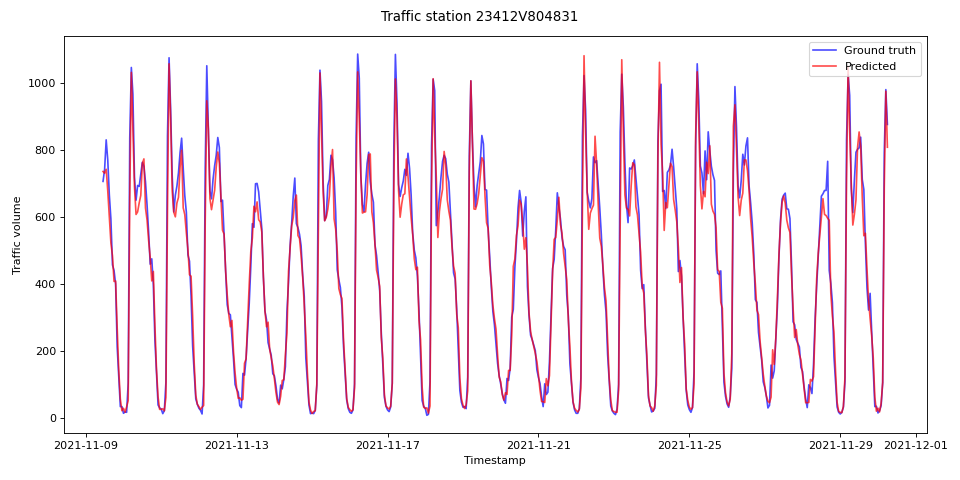 Traffic station 23412V804831
Ground truth
Predicted
Traffic volume
1000
800
600
400
200
0
2021-11-09
2021-11-13
2021-11-17
2021-11-21
2021-11-25
2021-11-29
2021-12-01
Timestamp